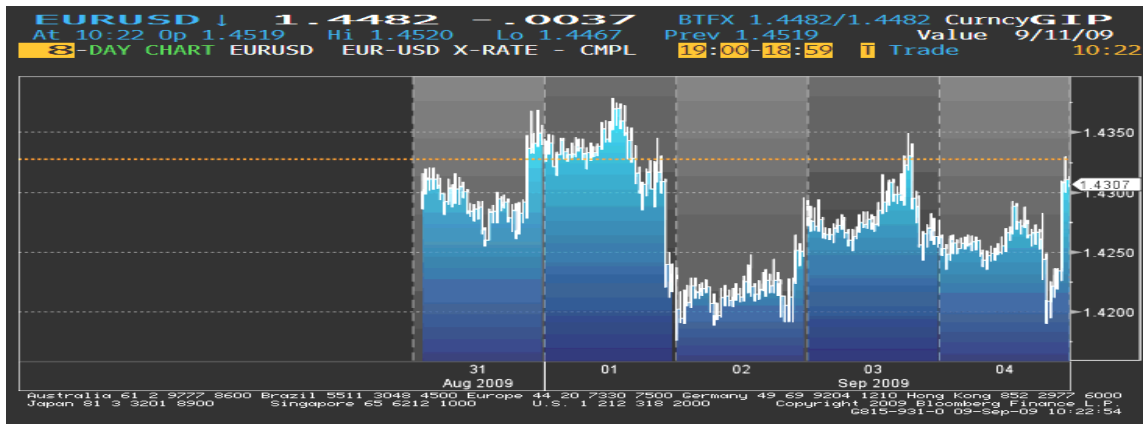 EURUSD ↓ 1.4482 -.0037 BTFX 1.4482/1.4482 Curncy GIP
At 10:22 Op 1.4519 Hi 1.4520 Lo 1.4467 Prev 1.4519 Value 9/11/09
8-DAY CHART EURUSD EUR-USD X-RATE - CMPL 19:00-18:59 T Trade 10:22
1.4350
1.4307
1.4300
1.4250
1.4200
31 01 02 03 04
Aug 2009 Sep 2009
Australia 61 2 9777 8600 Brazil 5511 3048 4500 Europe 44 20 7330 7500 Germany 49 69 9204 1210 Hong Kong 852 2977 6000
Japan 81 3 3201 8900 Singapore 65 6212 1000 U.S. 1 212 318 2000 Copyright 2009 Bloomberg Finance L.P.
G815-931-0 09-Sep-09 10:22:54